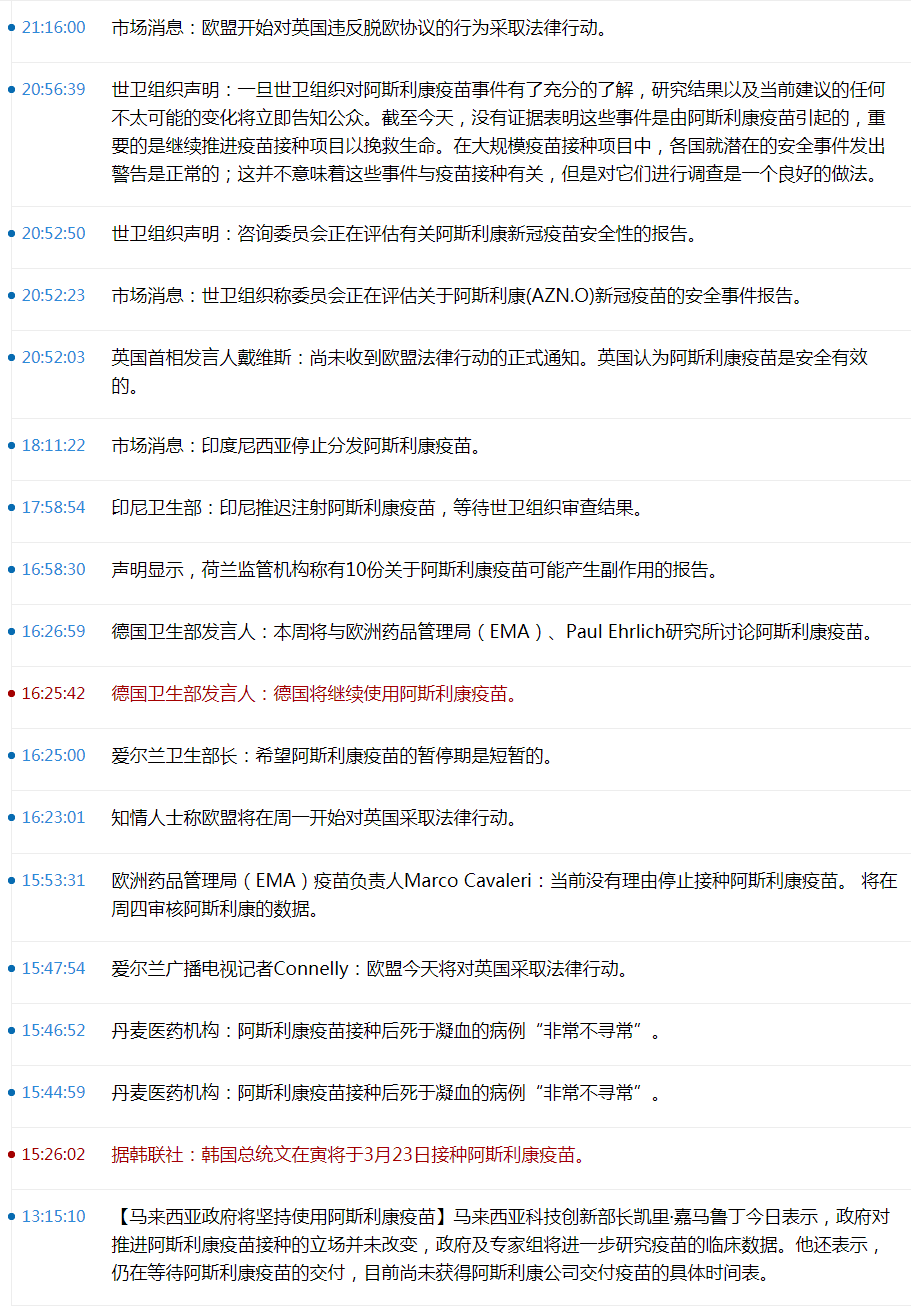 21:16:00 市场消息：欧盟开始对英国违反脱欧协议的行为采取法律行动。
20:56:39 世卫组织声明：一旦世卫组织对阿斯利康疫苗事件有了充分的了解，研究结果以及当前建议的任何
不太可能的变化将立即告知公众。截至今天，没有证据表明这些事件是由阿斯利康疫苗引起的，重
要的是继续推进疫苗接种项目以挽救生命。在大规模疫苗接种项目中，各国就潜在的安全事件发出
警告是正常的；这并不意味着这些事件与疫苗接种有关，但是对它们进行调查是一个良好的做法。
20:52:50 世卫组织声明：咨询委员会正在评估有关阿斯利康新冠疫苗安全性的报告。
20:52:23 市场消息：世卫组织称委员会正在评估关于阿斯利康(AZN.O)新冠疫苗的安全事件报告。
20:52:03 英国首相发言人戴维斯：尚未收到欧盟法律行动的正式通知。英国认为阿斯利康疫苗是安全有效
的。
18:11:22 市场消息：印度尼西亚停止分发阿斯利康疫苗。
17:58:54 印尼卫生部：印尼推迟注射阿斯利康疫苗，等待世卫组织审查结果。
16:58:30 声明显示，荷兰监管机构称有10份关于阿斯利康疫苗可能产生副作用的报告。
16:26:59 德国卫生部发言人：本周将与欧洲药品管理局（EMA）、Paul Ehrlich研究所讨论阿斯利康疫苗。
16:25:42 德国卫生部发言人：德国将继续使用阿斯利康疫苗。
16:25:00 爱尔兰卫生部长：希望阿斯利康疫苗的暂停期是短暂的。
16:23:01 知情人士称欧盟将在周一开始对英国采取法律行动。
15:53:31 欧洲药品管理局（EMA）疫苗负责人Marco Cavaleri：当前没有理由停止接种阿斯利康疫苗。 将在
周四审核阿斯利康的数据。
15:47:54 爱尔兰广播电视记者Connelly：欧盟今天将对英国采取法律行动。
15:46:52 丹麦医药机构：阿斯利康疫苗接种后死于凝血的病例“非常不寻常”。
15:44:59 丹麦医药机构：阿斯利康疫苗接种后死于凝血的病例“非常不寻常”。
15:26:02 据韩联社：韩国总统文在寅将于3月23日接种阿斯利康疫苗。
13:15:10 【马来西亚政府将坚持使用阿斯利康疫苗】马来西亚科技创新部长凯里·嘉马鲁丁今日表示，政府对
推进阿斯利康疫苗接种的立场并未改变，政府及专家组将进一步研究疫苗的临床数据。他还表示，
仍在等待阿斯利康疫苗的交付，目前尚未获得阿斯利康公司交付疫苗的具体时间表。